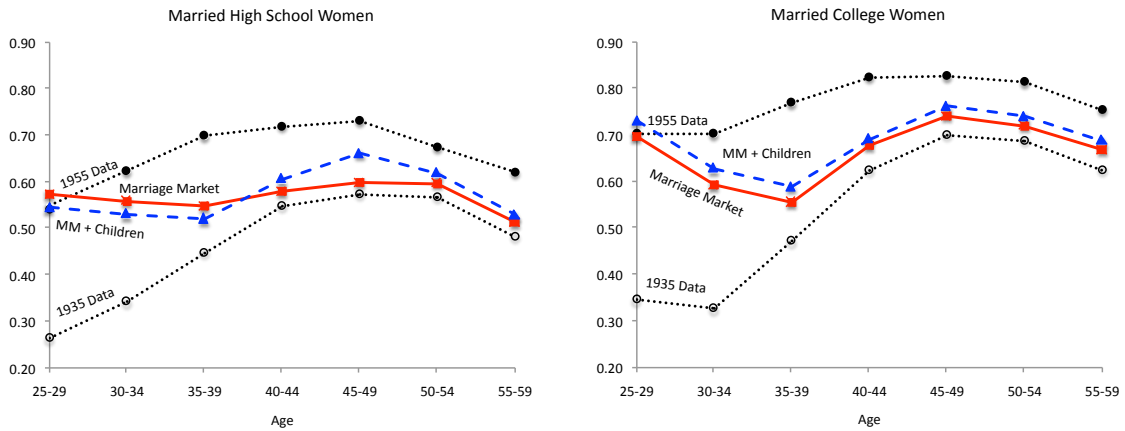 Married High School Women
0.90
0.80
0.70
0.60
0.50
0.40
0.30
0.20
1955 Data
Marriage Market
MM + Children
1935 Data
25-29 30-34 35-39 40-44 45-49 50-54 55-59
Age
Married College Women
0.90
0.80
0.70
0.60
0.50
0.40
0.30
0.20
1955 Data
MM + Children
Marriage Market
1935 Data
25-29 30-34 35-39 40-44 45-49 50-54 55-59
Age